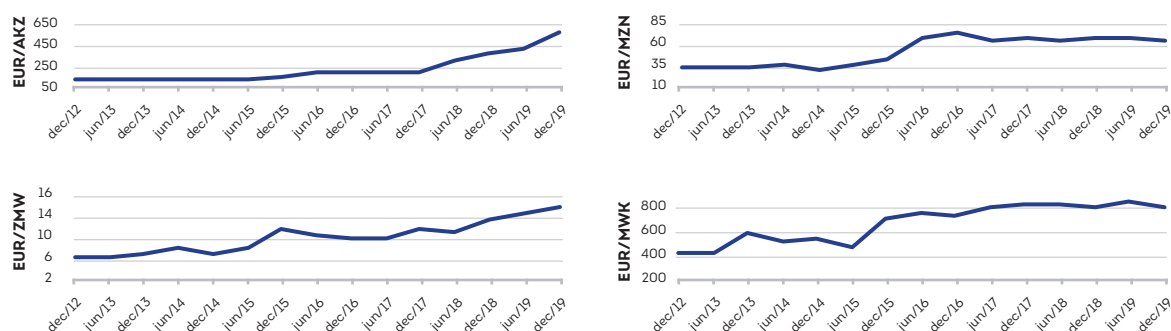 EUR/AKZ
650
450
250
50
dec/12 jun/13 dec/13 jun/14 dec/14 jun/15 dec/15 jun/16 dec/16 jun/17 dec/17 jun/18 dec/18 jun/19 dec/19
EUR/MZN
85
60
35
10
dec/12 jun/13 dec/13 jun/14 dec/14 jun/15 dec/15 jun/16 dec/16 jun/17 dec/17 jun/18 dec/18 jun/19 dec/19
EUR/ZMW
16
14
10
6
2
dec/12 jun/13 dec/13 jun/14 dec/14 jun/15 dec/15 jun/16 jun/16 jun/17 dec/17 jun/18 dec/18 jun/19 dec/19
EUR/MWK
800
600
400
200
dec/12 jun/13 dec/13 jun/14 dec/14 jun/15 dec/15 jun/16 dec/16 jun/17 dec/17 jun/18 dec/18 jun/19 dec/19